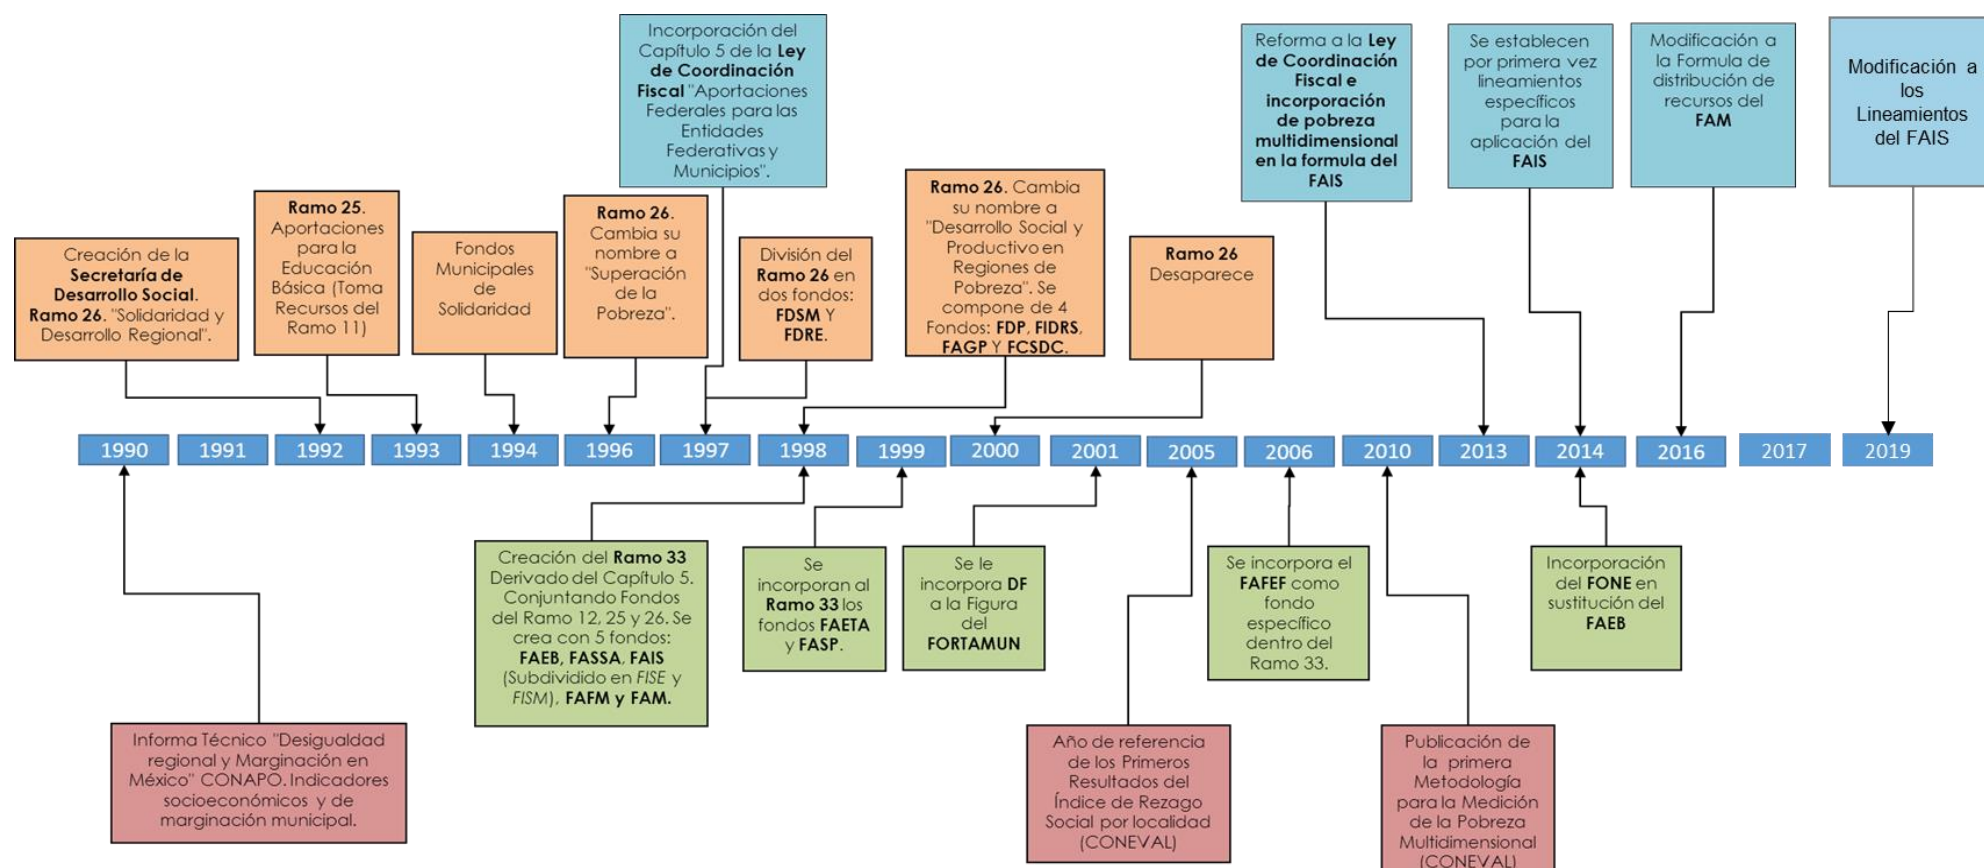 Incorporación del
Capítulo 5 de la Ley
de Coordinación
Fiscal "Aportaciones
Federales para las
Entidades
Federativas y
Municipios".
Reforma a la Ley
de Coordinación
Fiscal e
incorporación
de pobreza
multidimensional
en la formula del
FAIS
Se establecen
por primera vez
lineamientos
específicos
para la
aplicación del
FAIS
Modificación a
la Formula de
distribución de
recursos del
FAM
Modificación a
los
Lineamientos
del FAIS
Creación de la
Secretaría de
Desarrollo Social.
Ramo 26. "Solidaridad y
Desarrollo Regional".
Ramo 25.
Aportaciones
para la
Educación
Básica (Toma
Recursos del
Ramo 11)
Fondos
Municipales
de
Solidaridad
Ramo 26.
Cambia su
nombre a
"Superación
de la
Pobreza".
División del
Ramo 26 en
dos fondos:
FDSM Y
FDRE.
Ramo 26. Cambia
su nombre a
"Desarrollo Social y
Productivo en
Regiones de
Pobreza". Se
compone de 4
Fondos: FDP, FIDRS,
FAGP Y FCSDC.
Ramo 26
Desaparece
1990
1991
1992
1993
1994
1996
1997
1998
1999
2000
2001
2005
2006
2010
2013
2014
2016
2017
2019
Creación del Ramo 33
Derivado del Capítulo 5.
Conjuntando Fondos
del Ramo 12, 25 y 26. Se
crea con 5 fondos:
FAEB, FASSA, FAIS
(Subdividido en FISE y
FISM), FAFM y FAM.
Se
incorporan al
Ramo 33 los
fondos FAETA
y FASP.
Se le
incorpora DF
a la Figura
del
FORTAMUN
Se incorpora el
FAFEF como
fondo
específico
dentro del
Ramo 33.
Incorporación
del FONE en
sustitución del
FAEB
Informa Técnico "Desigualdad
regional y Marginación en
México" CONAPO. Indicadores
socioeconómicos y de
marginación municipal.
Año de referencia
de los Primeros
Resultados del
Índice de Rezago
Social por localidad
(CONEVAL)
Publicación de
la primera
Metodología
para la Medición
de la Pobreza
Multidimensional
(CONEVAL)